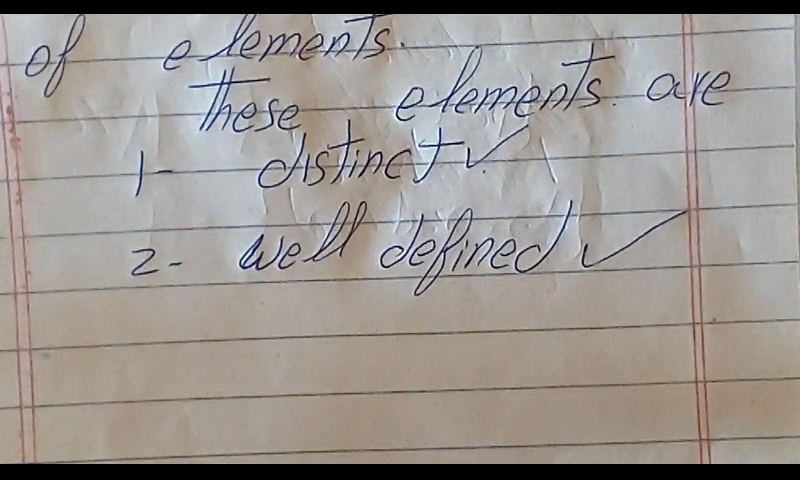 of elements.
These elements are
1- distinct ✓
2- well defined ✓